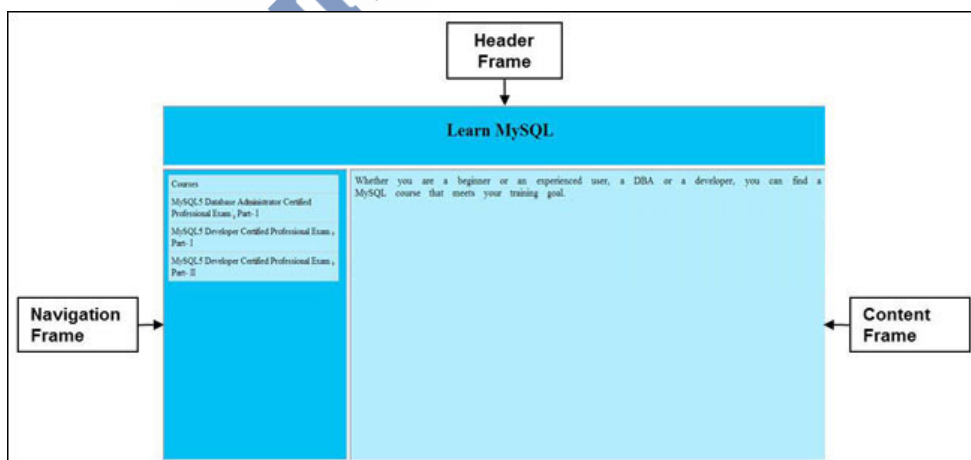 Header
Frame
Learn MySQL
Courses
MySQL5 Database Administrator Certified
Professional Exam , Part- I
MySQL5 Developer Certified Professional Exam ,
Part- I
MySQL5 Developer Certified Professional Exam ,
Part- II
Whether you are a beginner or an experienced user, a DBA or a developer, you can find a
MySQL course that meets your training goal.
Navigation
Frame
Content
Frame